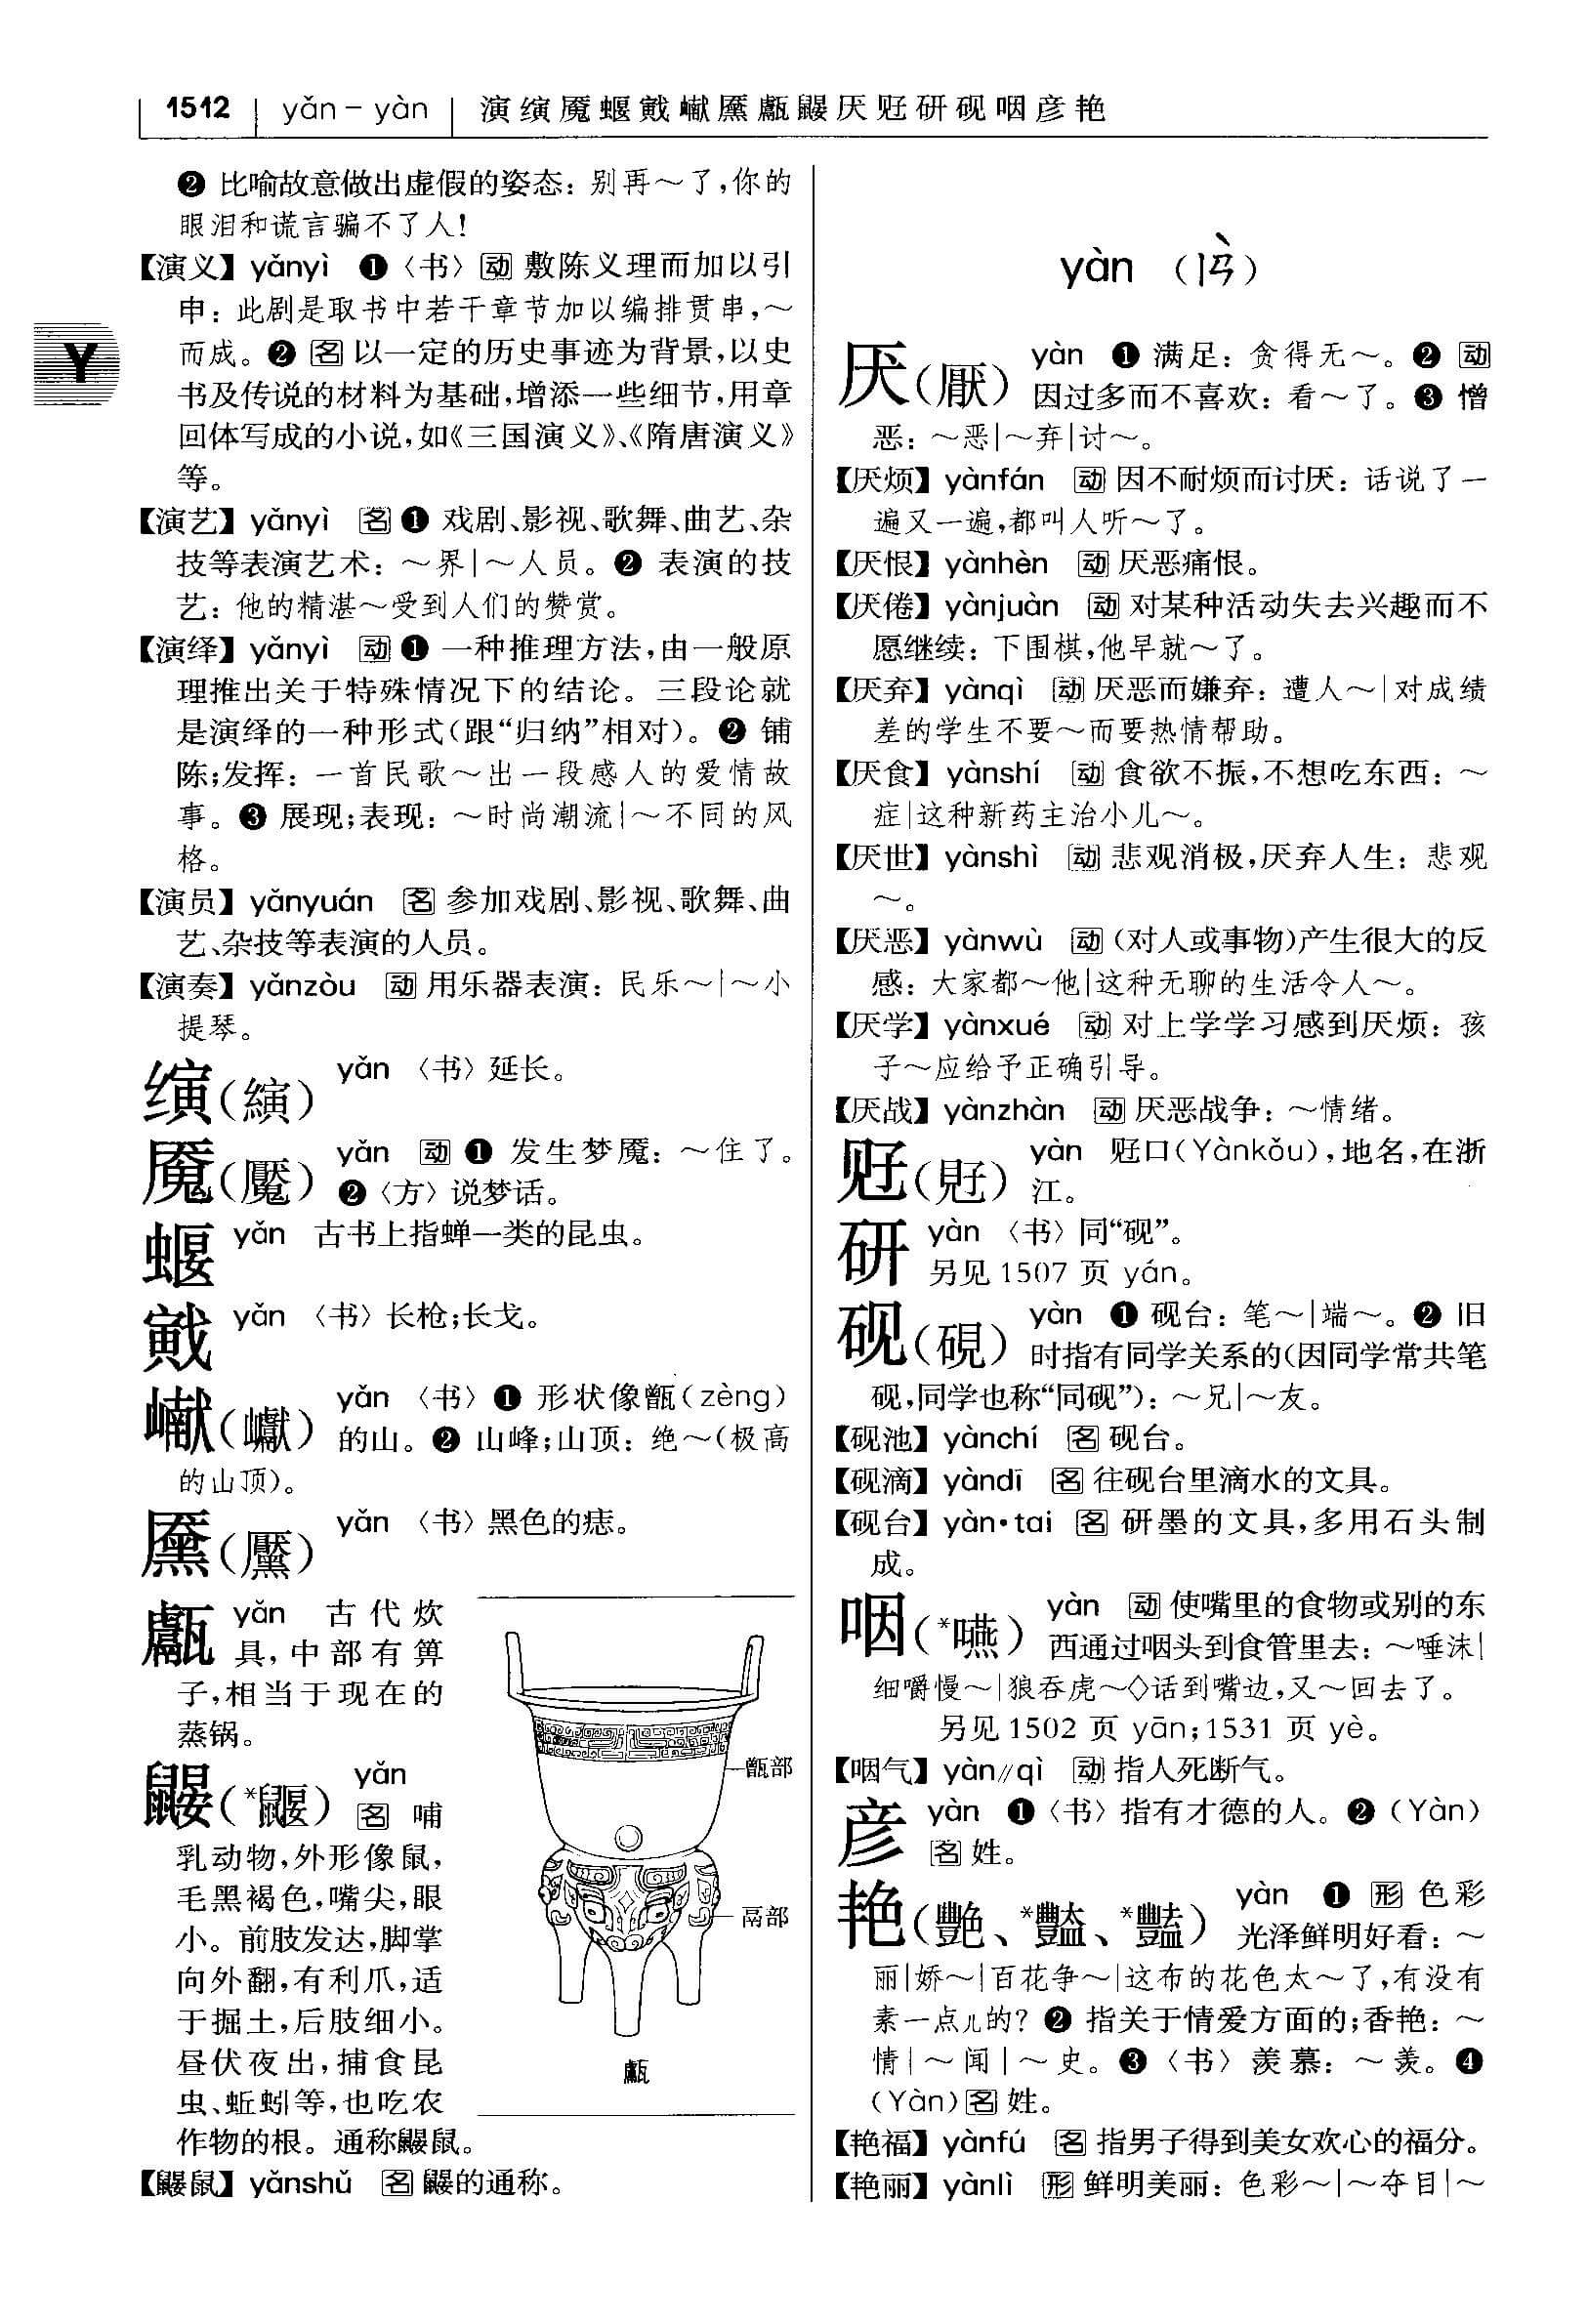 1512 yǎn－yàn 演缜魇蝘戭巘黡甗鼹厌觃研砚咽彦艳
Y
❷ 比喻故意做出虚假的姿态：别再～了，你的
眼泪和谎言骗不了人！
【演义】yǎnyì ❶〈书〉动 敷陈义理而加以引
申：此剧是取书中若干章节加以编排贯串，～
而成。❷ 名 以一定的历史事迹为背景，以史
书及传说的材料为基础，增添一些细节，用章
回体写成的小说，如《三国演义》、《隋唐演义》
等。
【演艺】yǎnyì 名 ❶ 戏剧、影视、歌舞、曲艺、杂
技等表演艺术：～界|～人员。❷ 表演的技
艺：他的精湛～受到人们的赞赏。
【演绎】yǎnyì 动 ❶ 一种推理方法，由一般原
理推出关于特殊情况下的结论。三段论就
是演绎的一种形式（跟“归纳”相对）。❷ 铺
陈；发挥：一首民歌～出一段感人的爱情故
事。❸ 展现；表现：～时尚潮流|～不同的风
格。
【演员】yǎnyuán 名 参加戏剧、影视、歌舞、曲
艺、杂技等表演的人员。
【演奏】yǎnzòu 动 用乐器表演：民乐～|～小
提琴。
𬙂（縯） yǎn 〈书〉延长。
魇（魘） yǎn 动 ❶ 发生梦魇：～住了。
❷〈方〉说梦话。
蝘 yǎn 古书上指蝉一类的昆虫。
戭 yǎn 〈书〉长枪；长戈。
𪩘（巘） yǎn 〈书〉❶ 形状像甑（zèng）
的山。❷ 山峰；山顶：绝～（极高
的山顶）。
黡（黶） yǎn 〈书〉黑色的痣。
甗 yǎn 古代炊
具，中部有箅
子，相当于现在的
蒸锅。
甑部
鬲部
甗
鼹（*鼴） yǎn
名 哺
乳动物，外形像鼠，
毛黑褐色，嘴尖，眼
小。前肢发达，脚掌
向外翻，有利爪，适
于掘土，后肢细小。
昼伏夜出，捕食昆
虫、蚯蚓等，也吃农
作物的根。通称鼹鼠。
【鼹鼠】yǎnshǔ 名 鼹的通称。
yàn （ㄧㄢˋ）
厌（厭） yàn ❶ 满足：贪得无～。❷ 动
因过多而不喜欢：看～了。❸ 憎
恶：～恶|～弃|讨～。
【厌烦】yànfán 动 因不耐烦而讨厌：话说了一
遍又一遍，都叫人听～了。
【厌恨】yànhèn 动 厌恶痛恨。
【厌倦】yànjuàn 动 对某种活动失去兴趣而不
愿继续：下围棋，他早就～了。
【厌弃】yànqì 动 厌恶而嫌弃：遭人～|对成绩
差的学生不要～而要热情帮助。
【厌食】yànshí 动 食欲不振，不想吃东西：～
症|这种新药主治小儿～。
【厌世】yànshì 动 悲观消极，厌弃人生：悲观
～。
【厌恶】yànwù 动（对人或事物）产生很大的反
感：大家都～他|这种无聊的生活令人～。
【厌学】yànxué 动 对上学学习感到厌烦：孩
子～应给予正确引导。
【厌战】yànzhàn 动 厌恶战争：～情绪。
觃（覎） yàn 觃口（Yànkǒu），地名，在浙
江。
研 yàn 〈书〉同“砚”。
另见 1507 页 yán。
砚（硯） yàn ❶ 砚台：笔～|端～。❷ 旧
时指有同学关系的（因同学常共笔
砚，同学也称“同砚”）：～兄|～友。
【砚池】yànchí 名 砚台。
【砚滴】yàndī 名 往砚台里滴水的文具。
【砚台】yàn·tai 名 研墨的文具，多用石头制
成。
咽（*嚥） yàn 动 使嘴里的食物或别的东
西通过咽头到食管里去：～唾沫|
细嚼慢～|狼吞虎～◇话到嘴边，又～回去了。
另见 1502 页 yān；1531 页 yè。
【咽气】yàn∥qì 动 指人死断气。
彦 yàn ❶〈书〉指有才德的人。❷（Yàn）
名 姓。
艳（艷、*豔、*豓） yàn ❶ 形 色彩
光泽鲜明好看：～
丽|娇～|百花争～|这布的花色太～了，有没有
素一点儿的？❷ 指关于情爱方面的；香艳：～
情|～闻|～史。❸〈书〉羡慕：～羡。❹
（Yàn）名 姓。
【艳福】yànfú 名 指男子得到美女欢心的福分。
【艳丽】yànlì 形 鲜明美丽：色彩～|～夺目|～